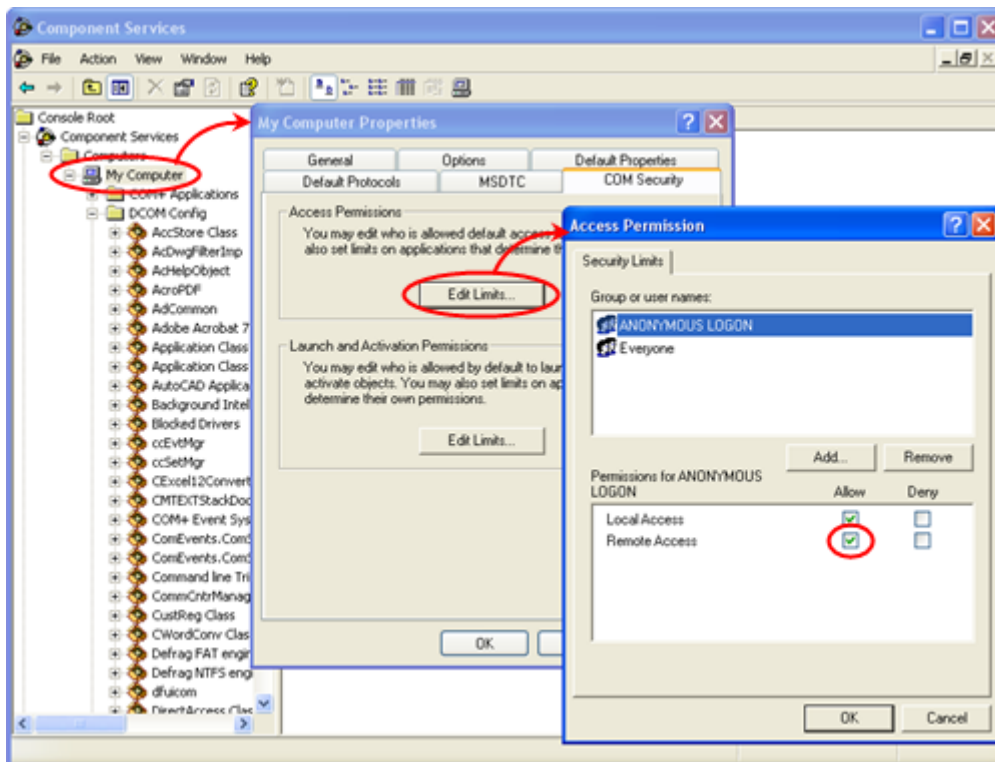 Component Services
File Action View Window Help
Console Root
Component Services
Computers
My Computer
COM+ Applications
DCOM Config
AccStore Class
AcDwgFilterImp
AcHelpObject
AcroPDF
AdCommon
Adobe Acrobat 7
Application Class
Application Class
AutoCAD Applica
Background Intel
Blocked Drivers
ccEvtMgr
ccSetMgr
CExcel12Convert
CMTEXTStackDoc
COM+ Event Sys
ComEvents.ComS
ComEvents.ComS
Command line Tri
CommCntrManag
CustReg Class
CWordConv Clas
Defrag FAT engin
Defrag NTFS eng
dfuicom
DirectAccess Clas
My Computer Properties
General Options Default Properties
Default Protocols MSDTC COM Security
Access Permissions
You may edit who is allowed default access
also set limits on applications that determine th
Edit Limits...
Launch and Activation Permissions
You may edit who is allowed by default to laun
activate objects. You may also set limits on ap
determine their own permissions.
Edit Limits...
OK
Access Permission
Security Limits
Group or user names:
ANONYMOUS LOGON
Everyone
Add... Remove
Permissions for ANONYMOUS
LOGON Allow Deny
Local Access
Remote Access
OK Cancel